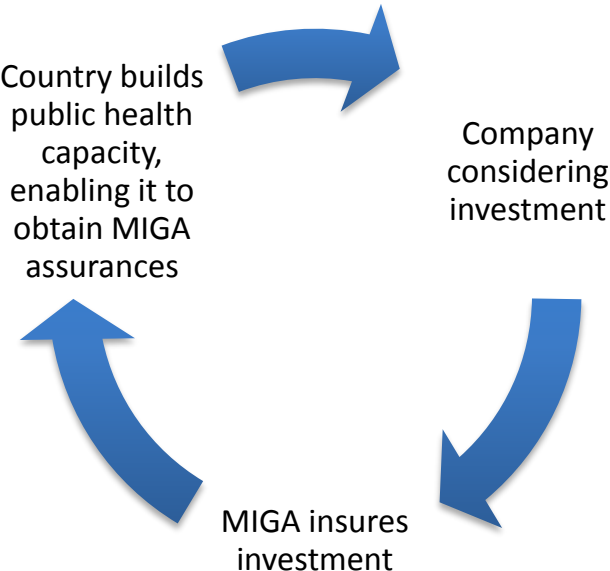 Country builds
public health
capacity,
enabling it to
obtain MIGA
assurances
Company
considering
investment
MIGA insures
investment